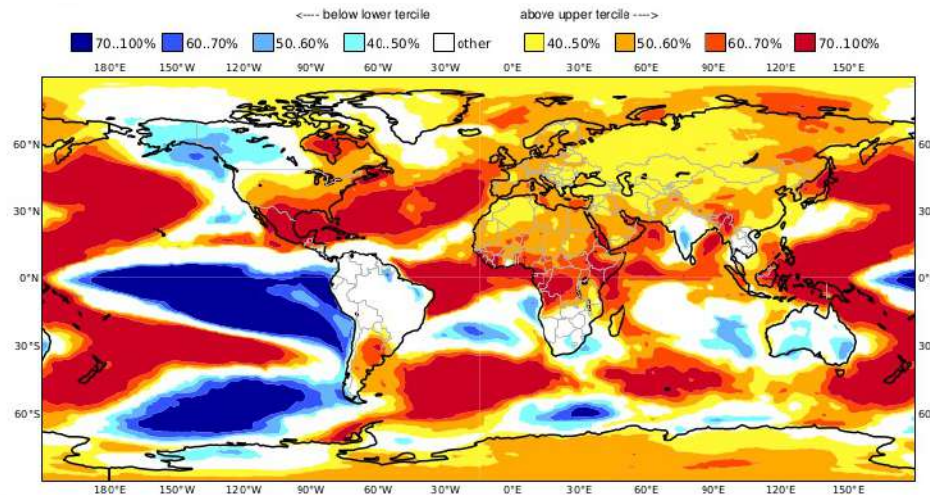 <---- below lower tercile above upper tercile ---->
70..100% 60..70% 50..60% 40..50% other 40..50% 50..60% 60..70% 70..100%
180°E 150°W 120°W 90°W 60°W 30°W 0°E 30°E 60°E 90°E 120°E 150°E
60°N 60
30°N 30
0°N 0°
30°S 30
60°S 60
180°E 150°W 120°W 90°W 60°W 30°W 0°E 30°E 60°E 90°E 120°E 150°E